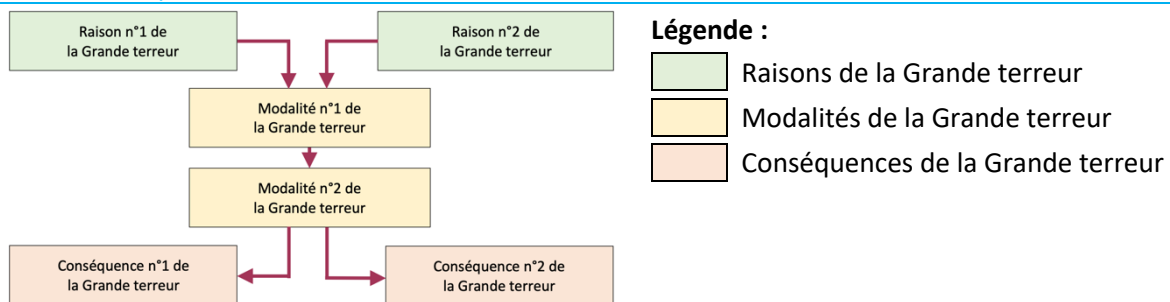 Raison n°1 de
la Grande terreur
Raison n°2 de
la Grande terreur
Modalité n°1 de
la Grande terreur
Modalité n°2 de
la Grande terreur
Conséquence n°1 de
la Grande terreur
Conséquence n°2 de
la Grande terreur
Légende :
Raisons de la Grande terreur
Modalités de la Grande terreur
Conséquences de la Grande terreur